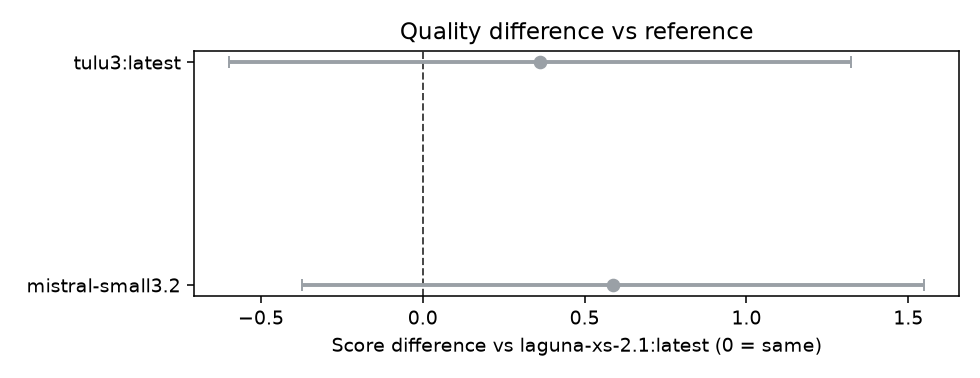 Quality difference vs reference
tulu3:latest
mistral-small3.2
−0.5 0.0 0.5 1.0 1.5
Score difference vs laguna-xs-2.1:latest (0 = same)